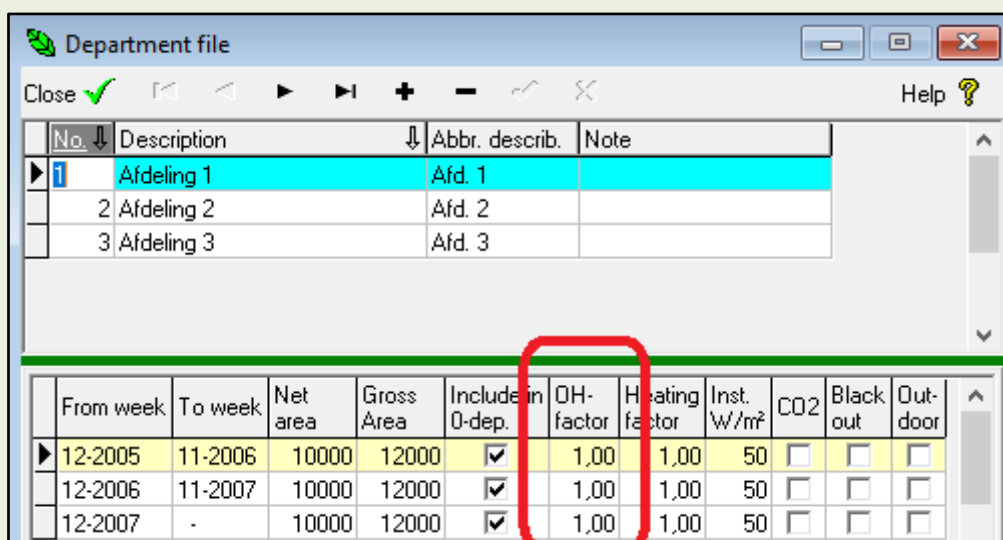 Department file
Close Help
No. Description Abbr. describ. Note
1 Afdeling 1 Afd. 1
2 Afdeling 2 Afd. 2
3 Afdeling 3 Afd. 3
From week To week Net area Gross Area Include in 0-dep. OH-factor Heating factor Inst. W/m² CO2 Black out Out-door
12-2005 11-2006 10000 12000 1,00 1,00 50
12-2006 11-2007 10000 12000 1,00 1,00 50
12-2007 - 10000 12000 1,00 1,00 50